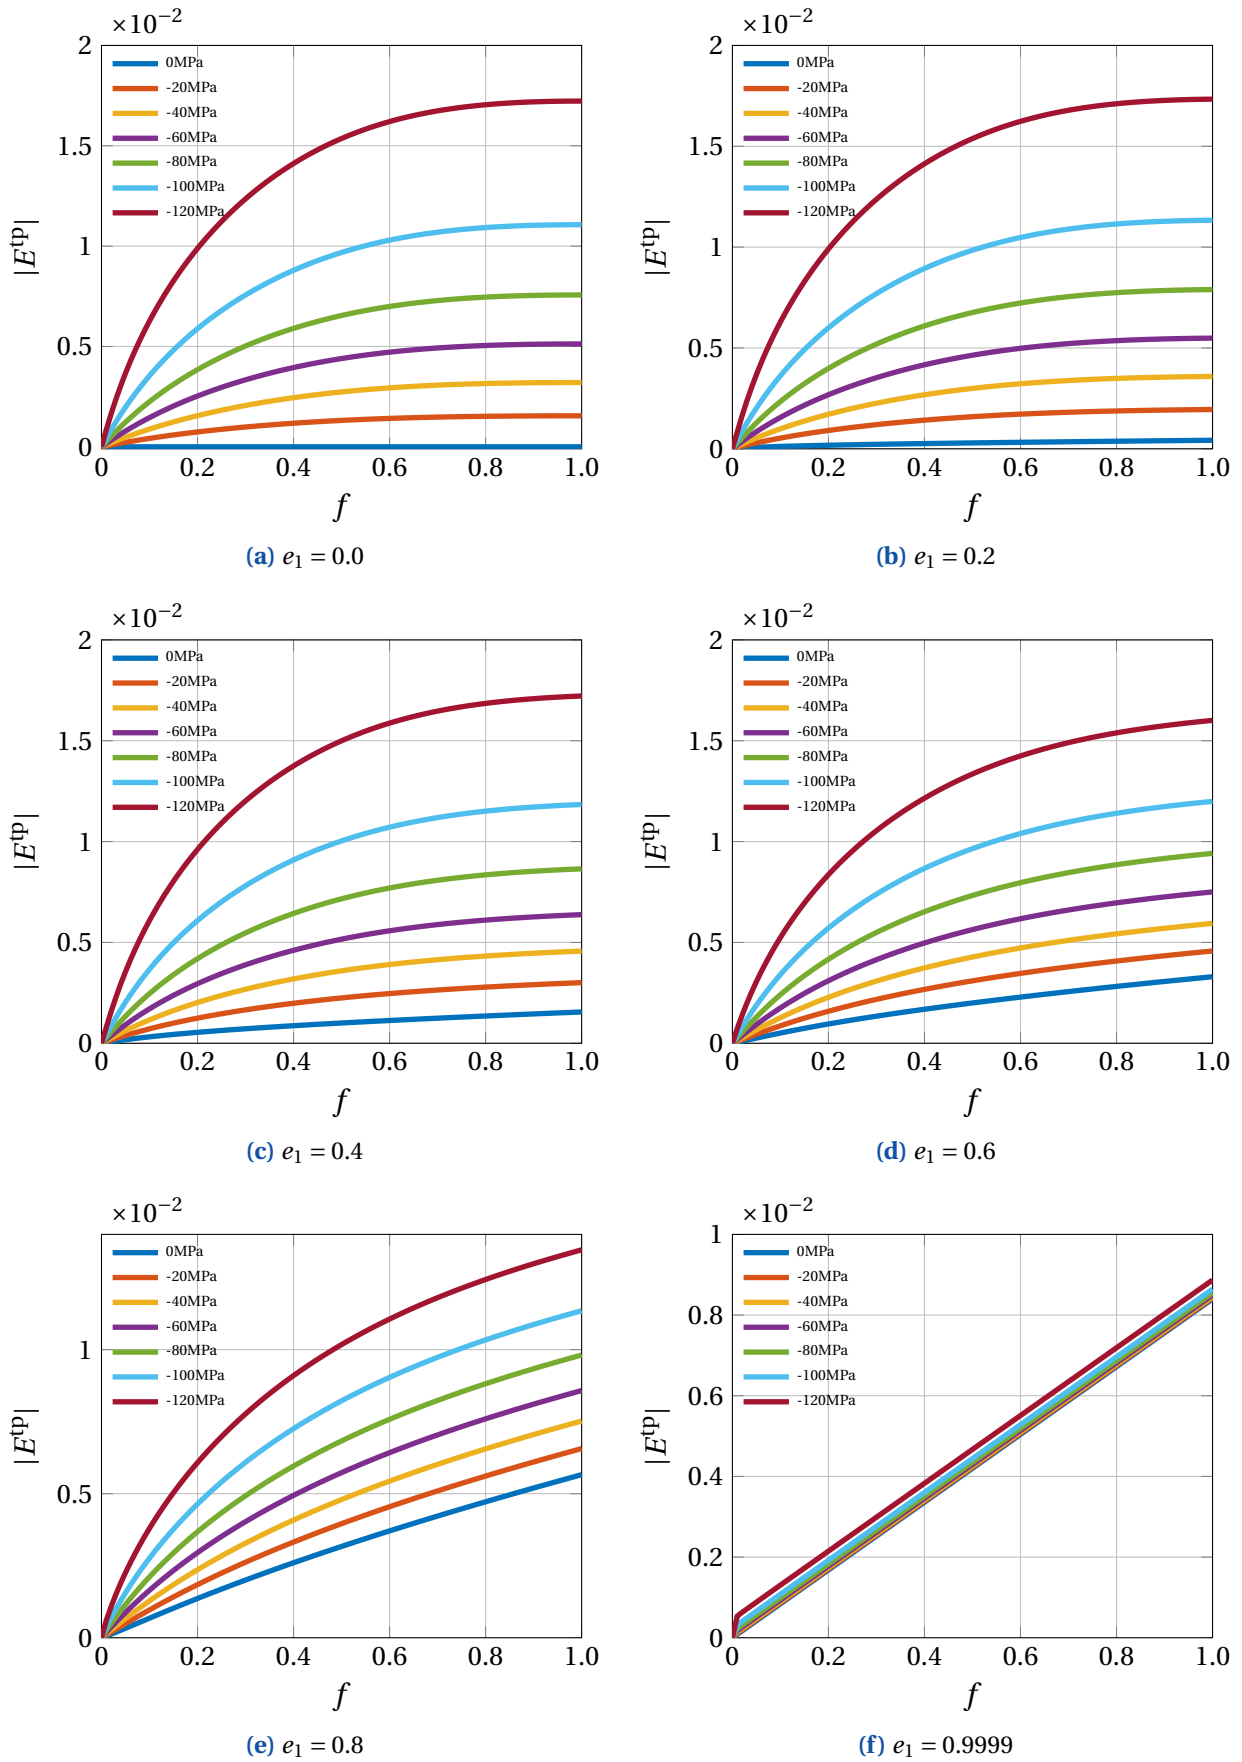 ×10⁻²
2
1.5
1
0.5
0
0MPa
-20MPa
-40MPa
-60MPa
-80MPa
-100MPa
-120MPa
|Eᵗᵖ|
0 0.2 0.4 0.6 0.8 1.0
f
(a) e₁ = 0.0
×10⁻²
2
1.5
1
0.5
0
0MPa
-20MPa
-40MPa
-60MPa
-80MPa
-100MPa
-120MPa
|Eᵗᵖ|
0 0.2 0.4 0.6 0.8 1.0
f
(b) e₁ = 0.2
×10⁻²
2
1.5
1
0.5
0
0MPa
-20MPa
-40MPa
-60MPa
-80MPa
-100MPa
-120MPa
|Eᵗᵖ|
0 0.2 0.4 0.6 0.8 1.0
f
(c) e₁ = 0.4
×10⁻²
2
1.5
1
0.5
0
0MPa
-20MPa
-40MPa
-60MPa
-80MPa
-100MPa
-120MPa
|Eᵗᵖ|
0 0.2 0.4 0.6 0.8 1.0
f
(d) e₁ = 0.6
×10⁻²
1
0.5
0
0MPa
-20MPa
-40MPa
-60MPa
-80MPa
-100MPa
-120MPa
|Eᵗᵖ|
0 0.2 0.4 0.6 0.8 1.0
f
(e) e₁ = 0.8
×10⁻²
1
0.8
0.6
0.4
0.2
0
0MPa
-20MPa
-40MPa
-60MPa
-80MPa
-100MPa
-120MPa
|Eᵗᵖ|
0 0.2 0.4 0.6 0.8 1.0
f
(f) e₁ = 0.9999